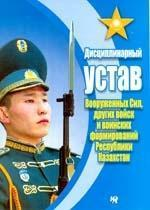 Дисциплинарный
устав
Вооруженных Сил,
других войск
и воинских
формирований
Республики
Казахстан